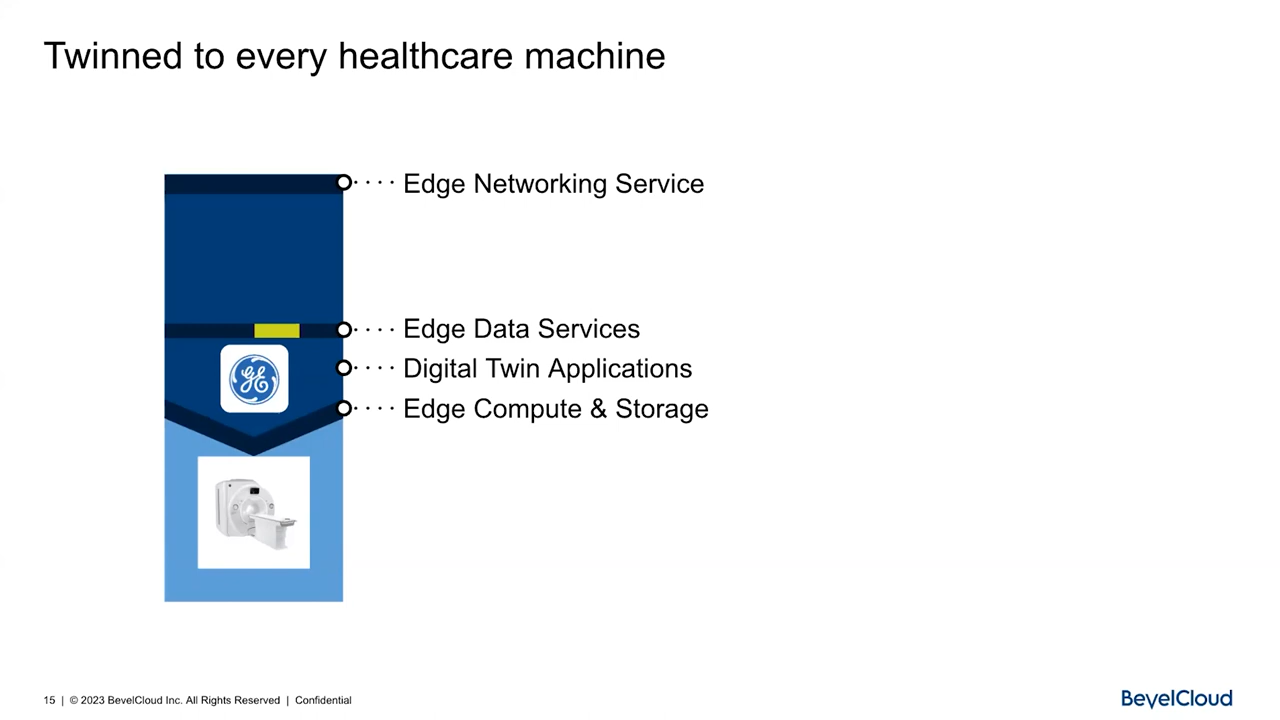 Twinned to every healthcare machine
Edge Networking Service
Edge Data Services
Digital Twin Applications
Edge Compute & Storage
GE
15 | © 2023 BevelCloud Inc. All Rights Reserved | Confidential
BevelCloud